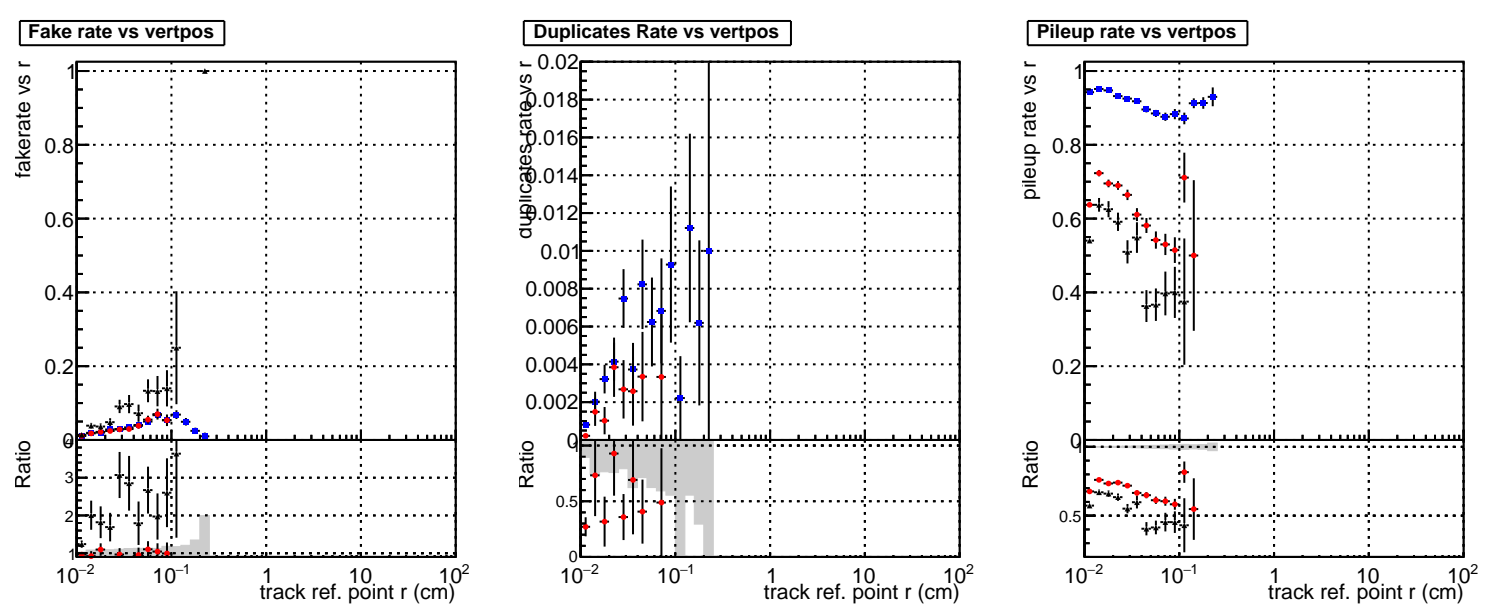 Fake rate vs vertpos
fakerate vs r
1
0.8
0.6
0.4
0.2
0
Ratio
3
2
1
10⁻² 10⁻¹ 1 10 10²
track ref. point r (cm)
Duplicates Rate vs vertpos
duplicates rate vs r
0.02
0.018
0.016
0.014
0.012
0.01
0.008
0.006
0.004
0.002
0
Ratio
1
0.5
0
10⁻² 10⁻¹ 1 10 10²
track ref. point r (cm)
Pileup rate vs vertpos
pileup rate vs r
1
0.8
0.6
0.4
0.2
0
Ratio
1
0.5
10⁻² 10⁻¹ 1 10 10²
track ref. point r (cm)